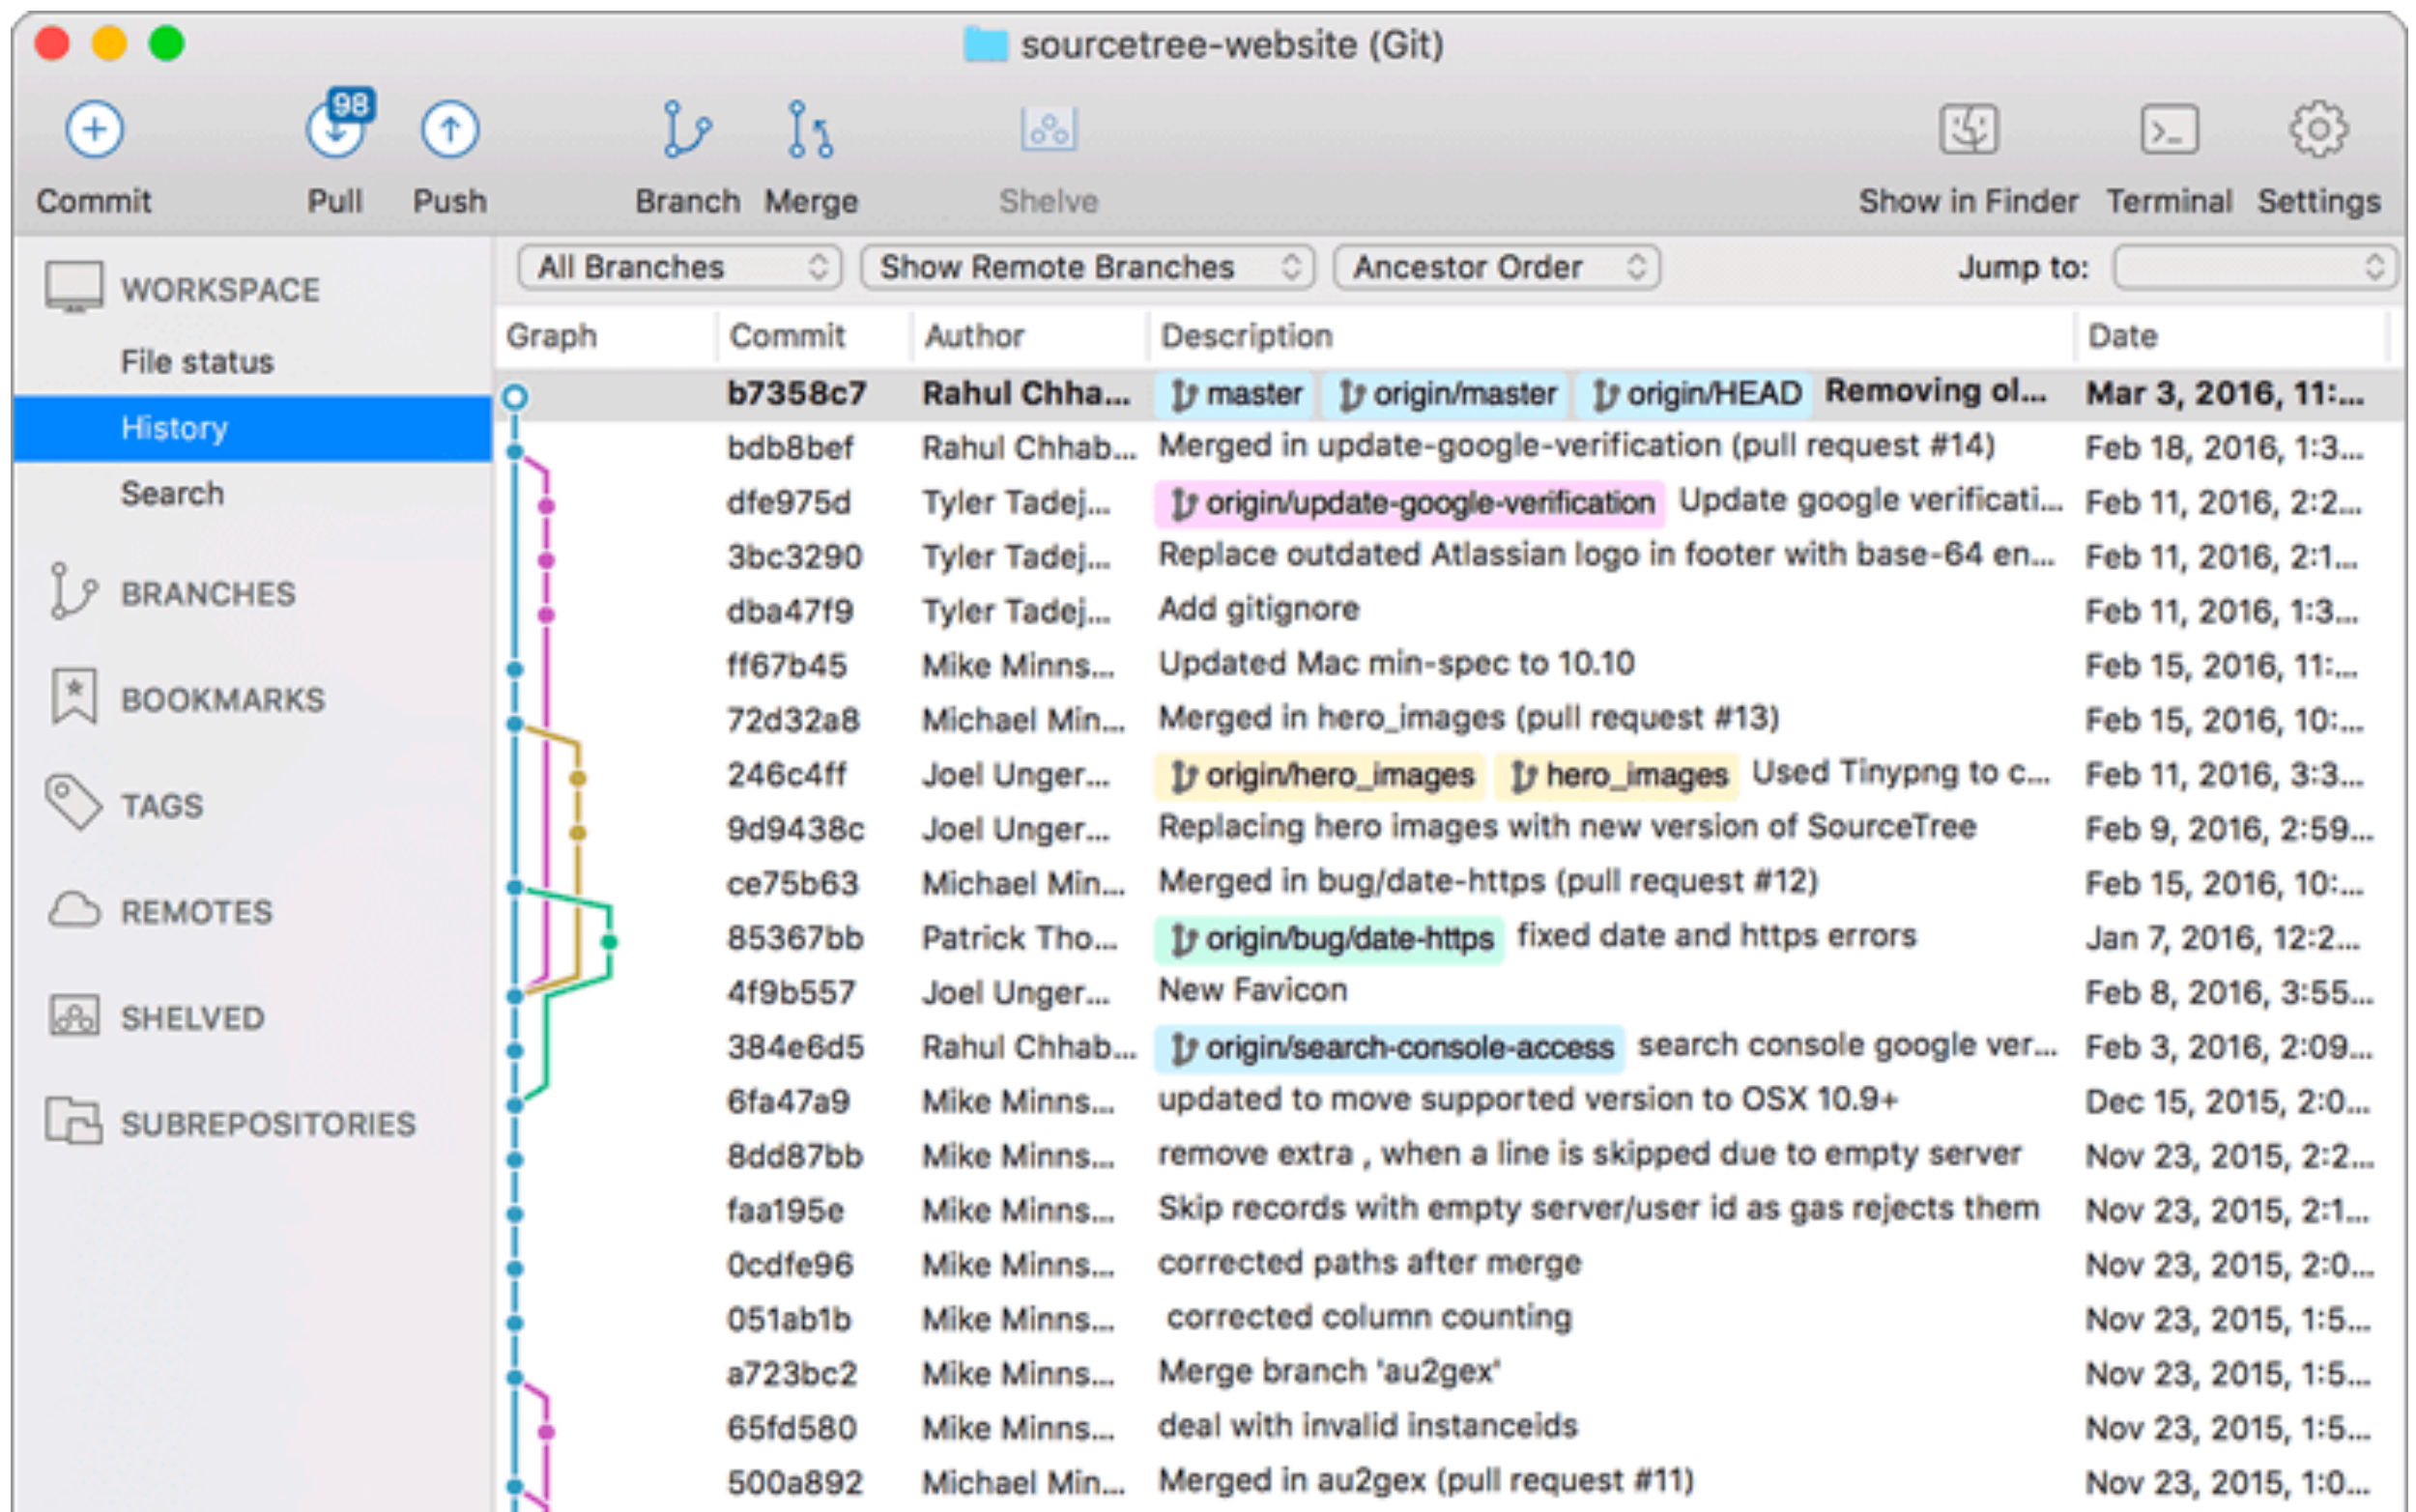 sourcetree-website (Git)
98
Commit Pull Push Branch Merge Shelve Show in Finder Terminal Settings
WORKSPACE
File status
History
Search
BRANCHES
BOOKMARKS
TAGS
REMOTES
SHELVED
SUBREPOSITORIES
All Branches Show Remote Branches Ancestor Order Jump to:
Graph Commit Author Description Date
b7358c7 Rahul Chha... master origin/master origin/HEAD Removing ol... Mar 3, 2016, 11:...
bdb8bef Rahul Chhab... Merged in update-google-verification (pull request #14) Feb 18, 2016, 1:3...
dfe975d Tyler Tadej... origin/update-google-verification Update google verificati... Feb 11, 2016, 2:2...
3bc3290 Tyler Tadej... Replace outdated Atlassian logo in footer with base-64 en... Feb 11, 2016, 2:1...
dba47f9 Tyler Tadej... Add gitignore Feb 11, 2016, 1:3...
ff67b45 Mike Minns... Updated Mac min-spec to 10.10 Feb 15, 2016, 11:...
72d32a8 Michael Min... Merged in hero_images (pull request #13) Feb 15, 2016, 10:...
246c4ff Joel Unger... origin/hero_images hero_images Used Tinypng to c... Feb 11, 2016, 3:3...
9d9438c Joel Unger... Replacing hero images with new version of SourceTree Feb 9, 2016, 2:59...
ce75b63 Michael Min... Merged in bug/date-https (pull request #12) Feb 15, 2016, 10:...
85367bb Patrick Tho... origin/bug/date-https fixed date and https errors Jan 7, 2016, 12:2...
4f9b557 Joel Unger... New Favicon Feb 8, 2016, 3:55...
384e6d5 Rahul Chhab... origin/search-console-access search console google ver... Feb 3, 2016, 2:09...
6fa47a9 Mike Minns... updated to move supported version to OSX 10.9+ Dec 15, 2015, 2:0...
8dd87bb Mike Minns... remove extra , when a line is skipped due to empty server Nov 23, 2015, 2:2...
faa195e Mike Minns... Skip records with empty server/user id as gas rejects them Nov 23, 2015, 2:1...
0cdfe96 Mike Minns... corrected paths after merge Nov 23, 2015, 2:0...
051ab1b Mike Minns... corrected column counting Nov 23, 2015, 1:5...
a723bc2 Mike Minns... Merge branch 'au2gex' Nov 23, 2015, 1:5...
65fd580 Mike Minns... deal with invalid instanceids Nov 23, 2015, 1:5...
500a892 Michael Min... Merged in au2gex (pull request #11) Nov 23, 2015, 1:0...